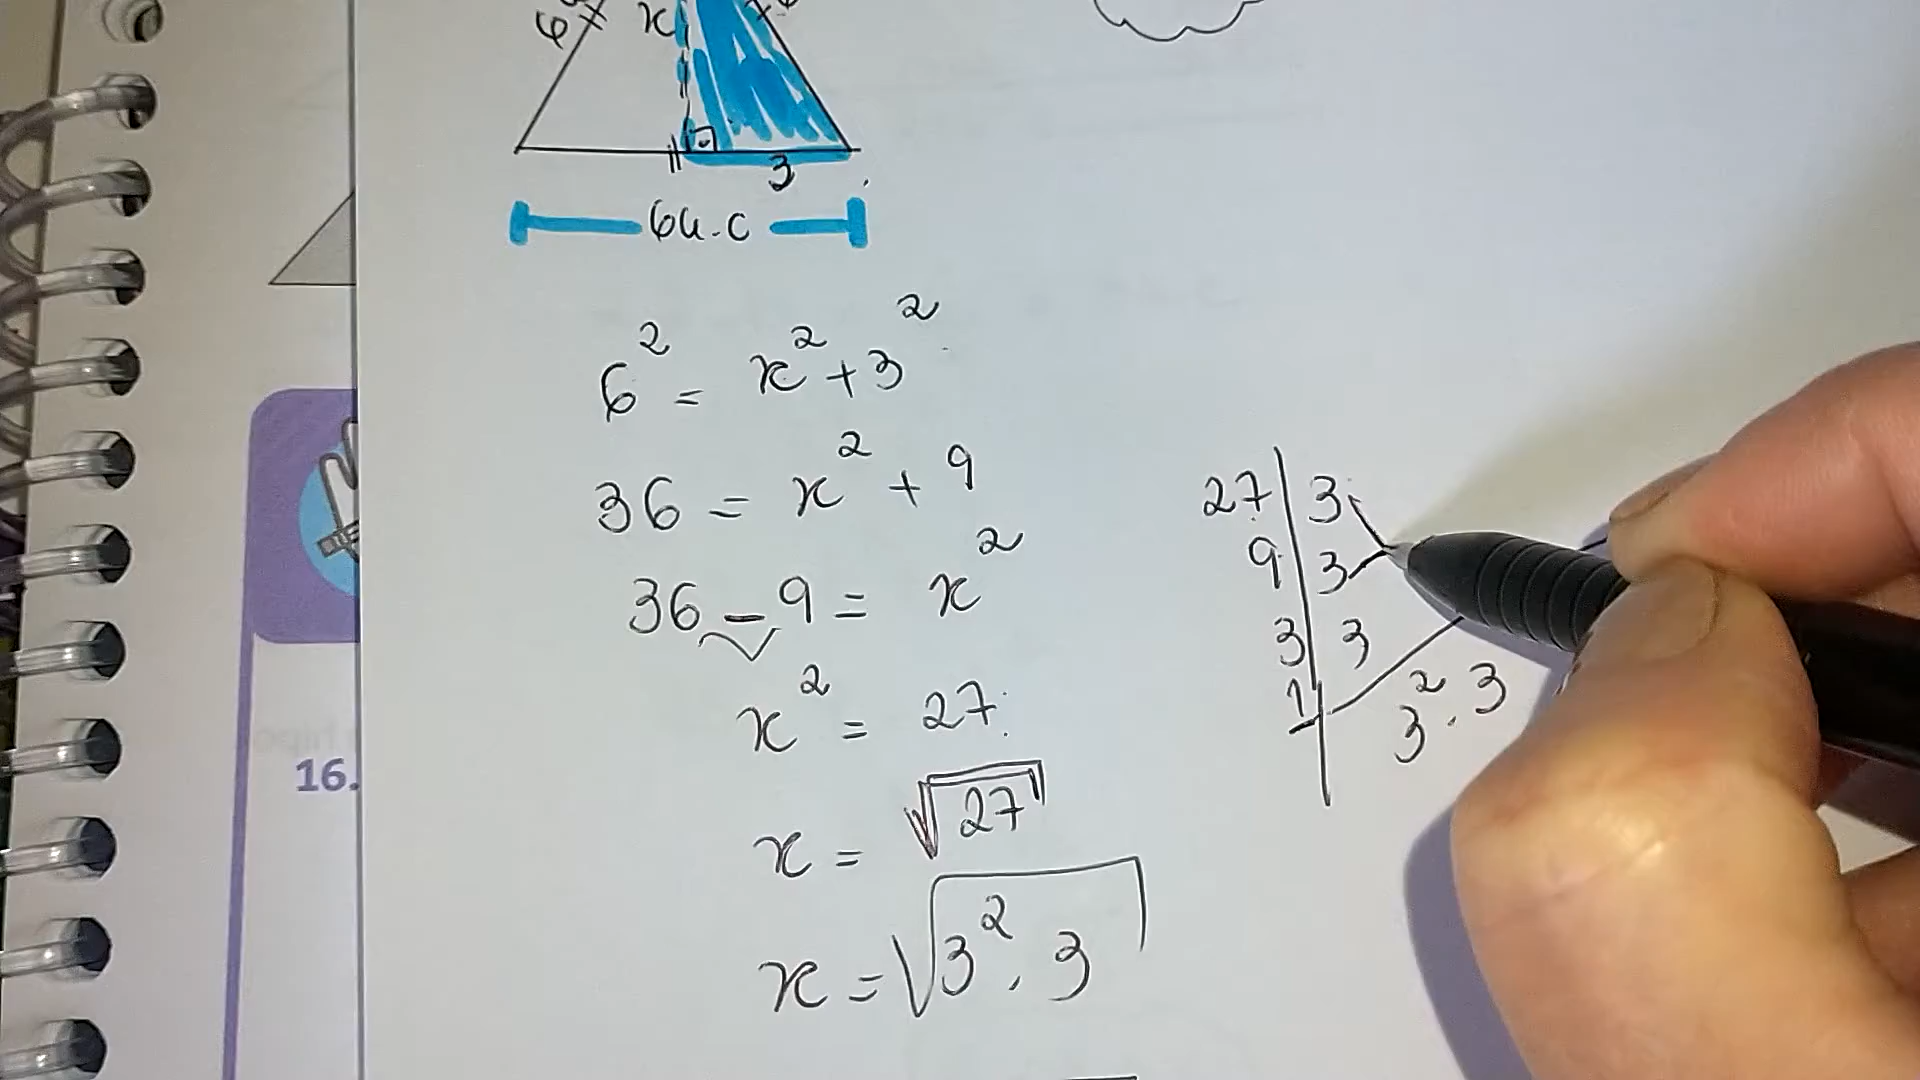 6 x 6
3
6u.c
6² = x² + 3²
36 = x² + 9
36 - 9 = x²
x² = 27
x = √27
x = √3² . 3
27 | 3
9 | 3
3 | 3
1 | 3² . 3
16.